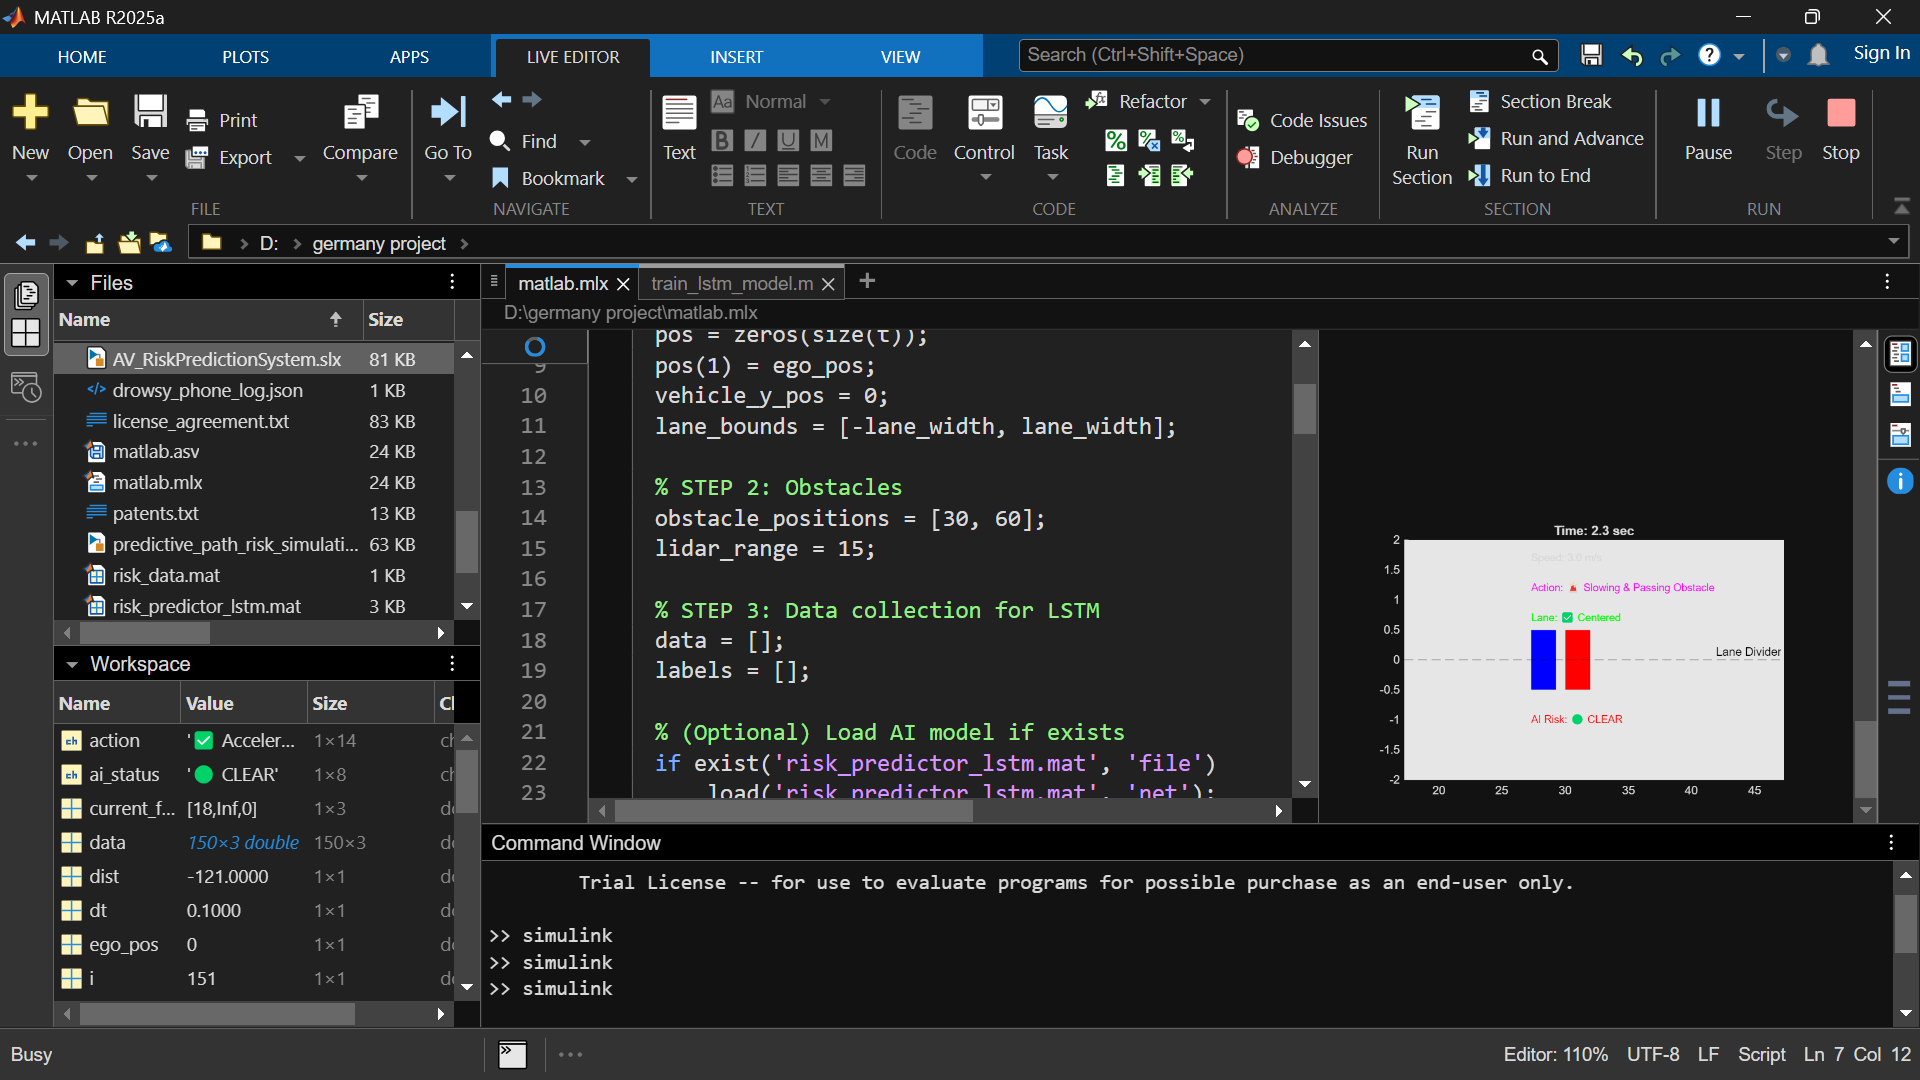 MATLAB R2025a
HOME PLOTS APPS LIVE EDITOR INSERT VIEW Search (Ctrl+Shift+Space) Sign In
New Open Save Print Export Compare
FILE
Go To Find Bookmark
NAVIGATE
Text Aa Normal B I U M
TEXT
Code Control Task Refactor
CODE
Code Issues
Debugger
ANALYZE
Run Section
Section Break
Run and Advance
Run to End
SECTION
Pause Step Stop
RUN
D: germany project
Files
Name Size
AV_RiskPredictionSystem.slx 81 KB
drowsy_phone_log.json 1 KB
license_agreement.txt 83 KB
matlab.asv 24 KB
matlab.mlx 24 KB
patents.txt 13 KB
predictive_path_risk_simulati... 63 KB
risk_data.mat 1 KB
risk_predictor_lstm.mat 3 KB
Workspace
Name Value Size
action '✅ Acceler... 1×14
ai_status '🟢 CLEAR' 1×8
current_f... [18,Inf,0] 1×3
data 150×3 double 150×3
dist -121.0000 1×1
dt 0.1000 1×1
ego_pos 0 1×1
i 151 1×1
matlab.mlx train_lstm_model.m
D:\germany project\matlab.mlx
pos = zeros(size(t));
9 pos(1) = ego_pos;
10 vehicle_y_pos = 0;
11 lane_bounds = [-lane_width, lane_width];
12
13 % STEP 2: Obstacles
14 obstacle_positions = [30, 60];
15 lidar_range = 15;
16
17 % STEP 3: Data collection for LSTM
18 data = [];
19 labels = [];
20
21 % (Optional) Load AI model if exists
22 if exist('risk_predictor_lstm.mat', 'file')
23 load('risk_predictor_lstm.mat', 'net');
Time: 2.3 sec
Speed: 3.0 m/s
Action: Slowing & Passing Obstacle
Lane: ✅ Centered
Lane Divider
AI Risk: 🟢 CLEAR
2
1.5
1
0.5
0
-0.5
-1
-1.5
-2
20 25 30 35 40 45
Command Window
Trial License -- for use to evaluate programs for possible purchase as an end-user only.
>> simulink
>> simulink
>> simulink
Busy
Editor: 110% UTF-8 LF Script Ln 7 Col 12